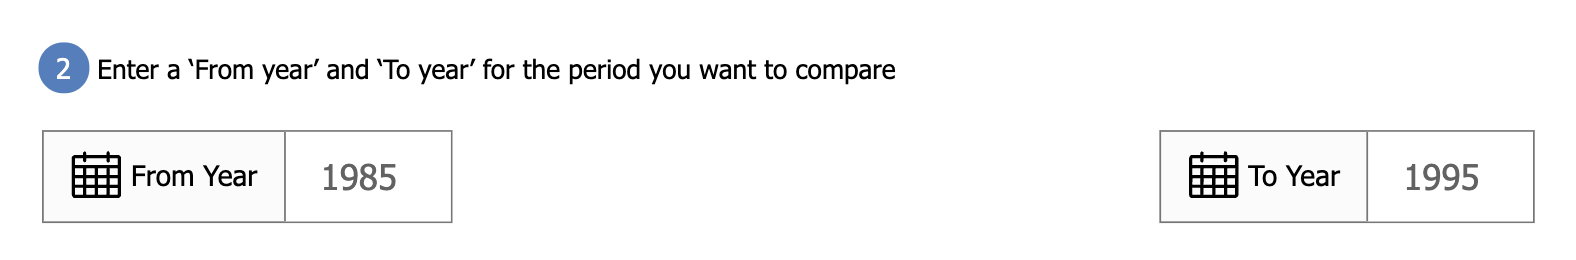 2 Enter a ‘From year’ and ‘To year’ for the period you want to compare
From Year 1985 To Year 1995